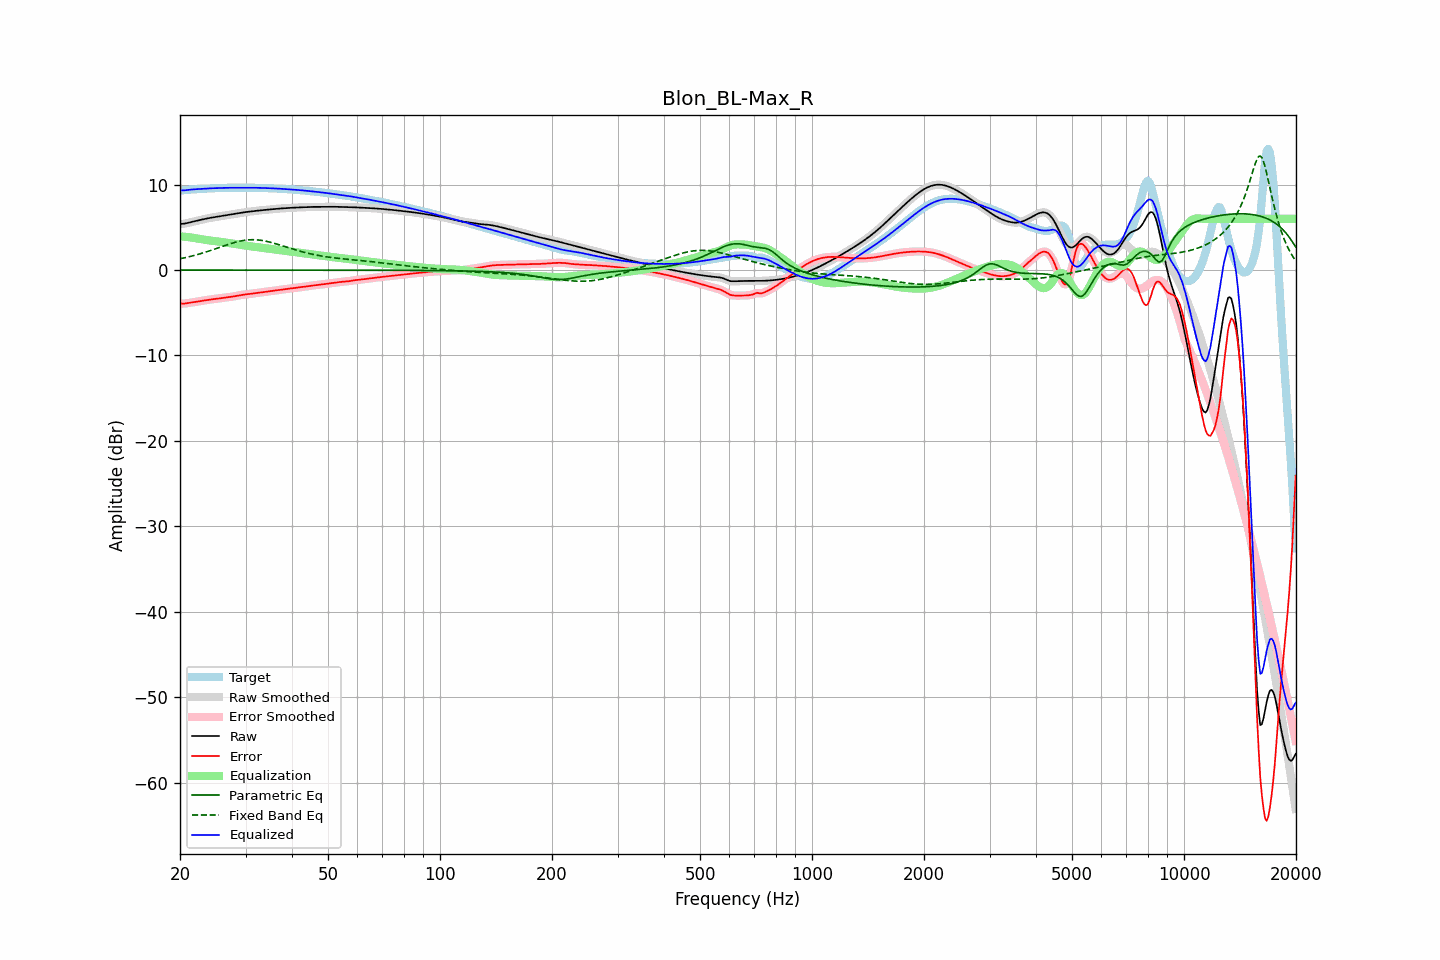 Blon_BL-Max_R
Amplitude (dBr)
10
0
−10
−20
−30
−40
−50
−60
Target
Raw Smoothed
Error Smoothed
Raw
Error
Equalization
Parametric Eq
Fixed Band Eq
Equalized
20 50 100 200 500 1000 2000 5000 10000 20000
Frequency (Hz)